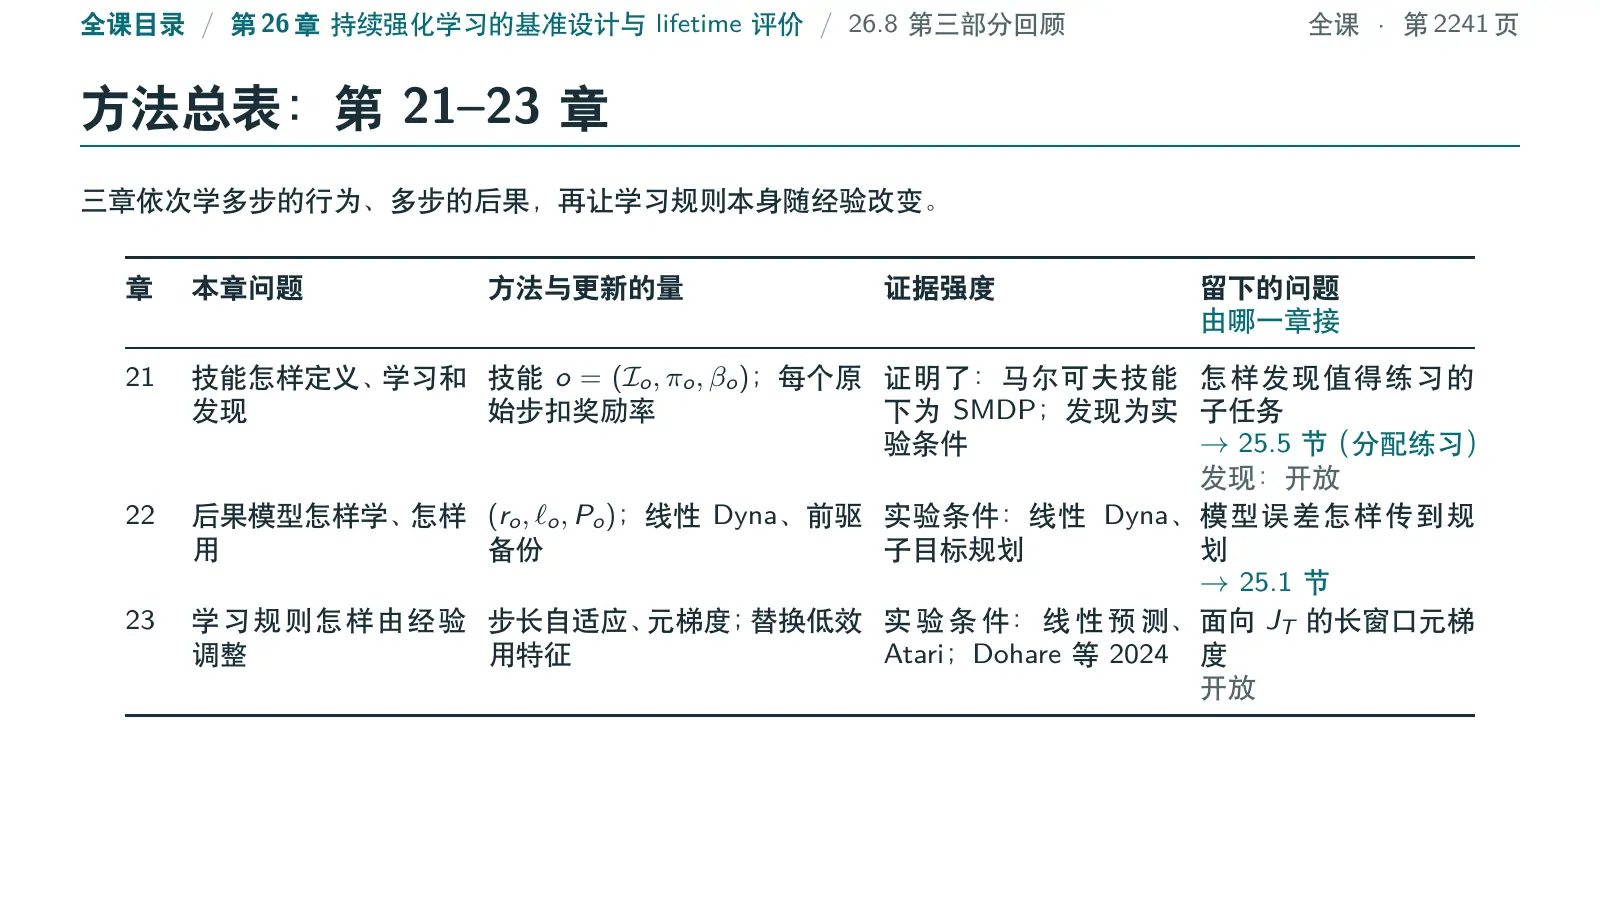 全课目录 / 第 26 章 持续强化学习的基准设计与 lifetime 评价 / 26.8 第三部分回顾 全课 · 第 2241 页
方法总表：第 21–23 章
三章依次学多步的行为、多步的后果，再让学习规则本身随经验改变。
章 本章问题 方法与更新的量 证据强度 留下的问题
由哪一章接
21 技能怎样定义、学习和 技能 o = (𝓘ₒ, πₒ, βₒ)；每个原 证明了：马尔可夫技能 怎样发现值得练习的
发现 始步扣奖励率 下为 SMDP；发现为实 子任务
验条件 → 25.5 节（分配练习）
发现：开放
22 后果模型怎样学、怎样 (rₒ, ℓₒ, Pₒ)；线性 Dyna、前驱 实验条件：线性 Dyna、 模型误差怎样传到规
用 备份 子目标规划 划
→ 25.1 节
23 学习规则怎样由经验 步长自适应、元梯度；替换低效 实验条件：线性预测、 面向 J_T 的长窗口元梯
调整 用特征 Atari；Dohare 等 2024 度
开放